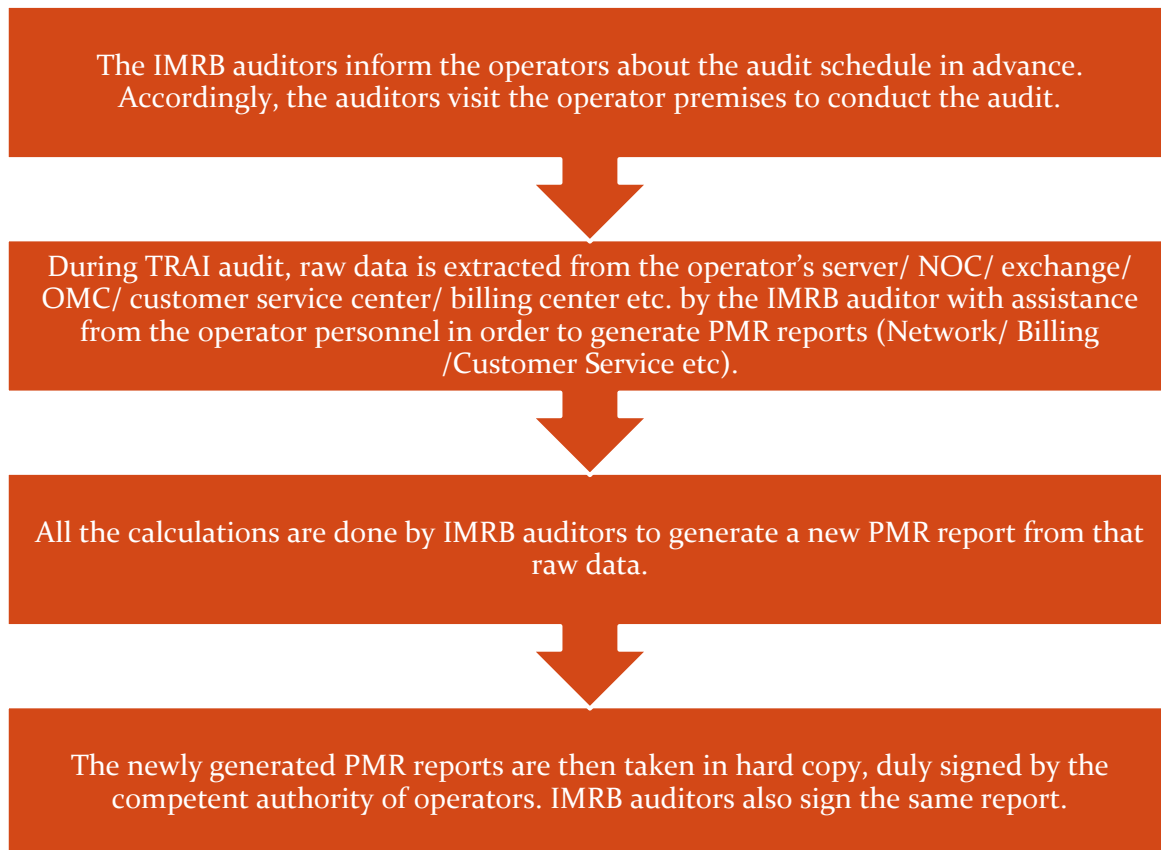 The IMRB auditors inform the operators about the audit schedule in advance.
Accordingly, the auditors visit the operator premises to conduct the audit.
During TRAI audit, raw data is extracted from the operator’s server/ NOC/ exchange/
OMC/ customer service center/ billing center etc. by the IMRB auditor with assistance
from the operator personnel in order to generate PMR reports (Network/ Billing
/Customer Service etc).
All the calculations are done by IMRB auditors to generate a new PMR report from that
raw data.
The newly generated PMR reports are then taken in hard copy, duly signed by the
competent authority of operators. IMRB auditors also sign the same report.